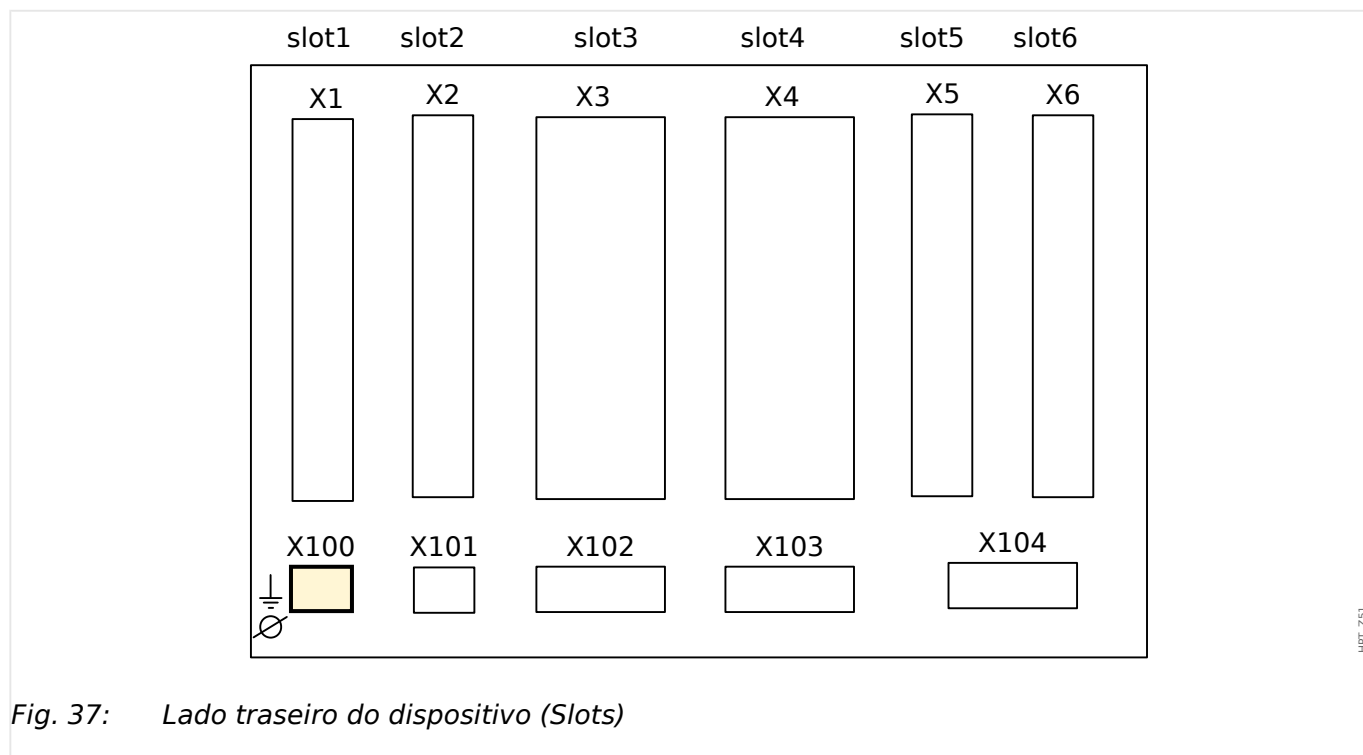 slot1 slot2 slot3 slot4 slot5 slot6
X1 X2 X3 X4 X5 X6
X100 X101 X102 X103 X104
Fig. 37: Lado traseiro do dispositivo (Slots)